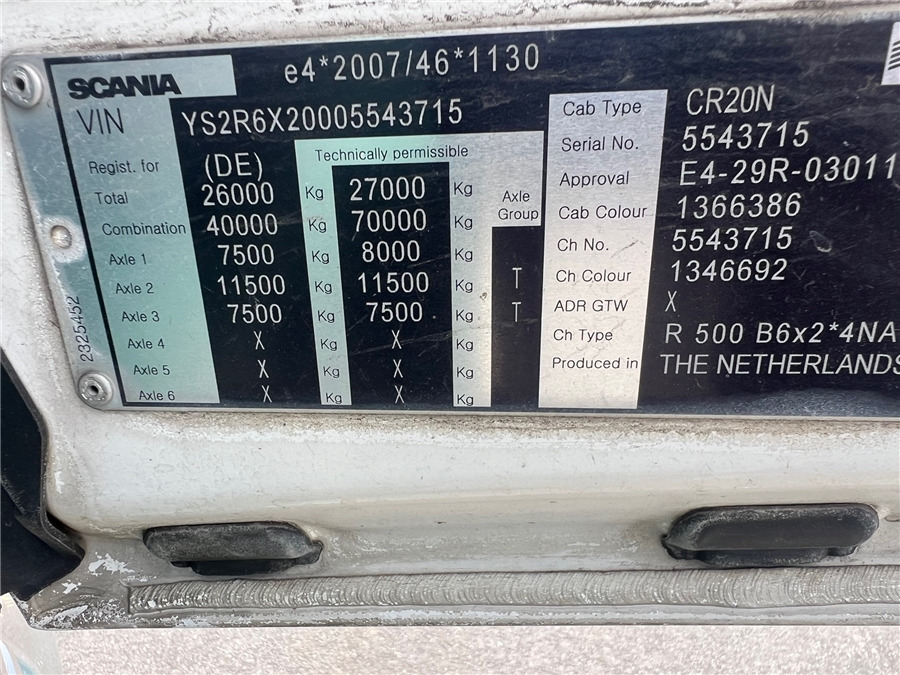 SCANIA e4*2007/46*1130
VIN YS2R6X20005543715
Regist. for (DE) Technically permissible
Total 26000 Kg 27000 Kg Axle Group
Combination 40000 Kg 70000 Kg
Axle 1 7500 Kg 8000 Kg
Axle 2 11500 Kg 11500 Kg T
Axle 3 7500 Kg 7500 Kg T
Axle 4 X Kg X Kg
Axle 5 X Kg X Kg
Axle 6 X Kg X Kg
2325452
Cab Type CR20N
Serial No. 5543715
Approval E4-29R-03011
Cab Colour 1366386
Ch No. 5543715
Ch Colour 1346692
ADR GTW X
Ch Type R 500 B6x2*4NA
Produced in THE NETHERLANDS